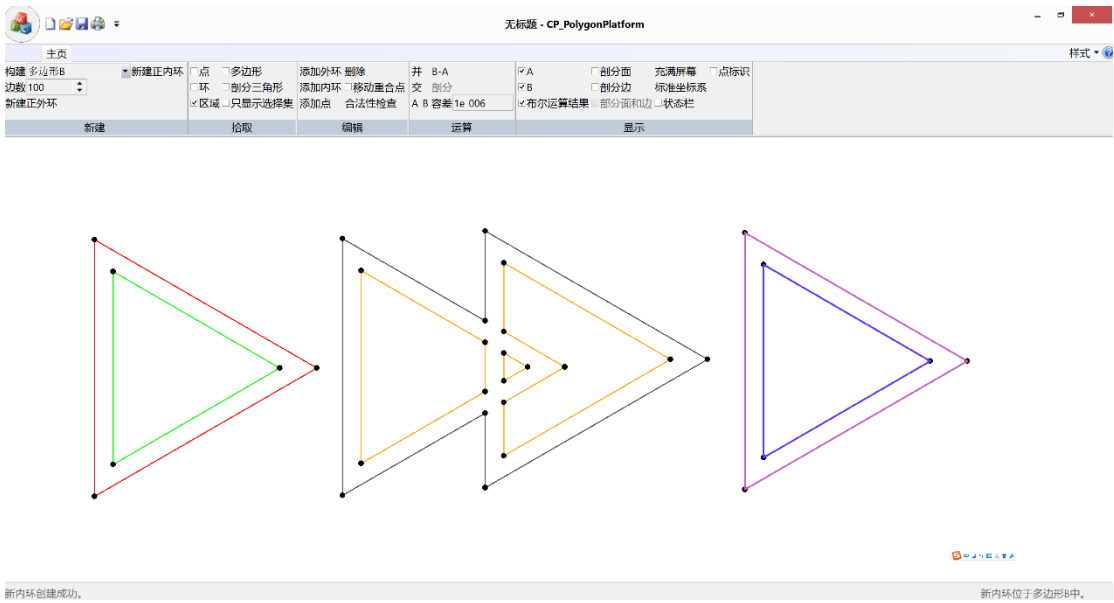 无标题 - CP_PolygonPlatform
主页
样式
构建 多边形B 新建正内环 点 多边形 添加外环 删除 并 B-A A 剖分面 充满屏幕 点标识
边数 100 环 剖分三角形 添加内环 移动重合点 交 剖分 B 剖分边 标准坐标系
新建正外环 区域 只显示选择集 添加点 合法性检查 A B 容差 1e 006 布尔运算结果 部分面和边 状态栏
新建 拾取 编辑 运算 显示
新内环创建成功。 新内环位于多边形B中。